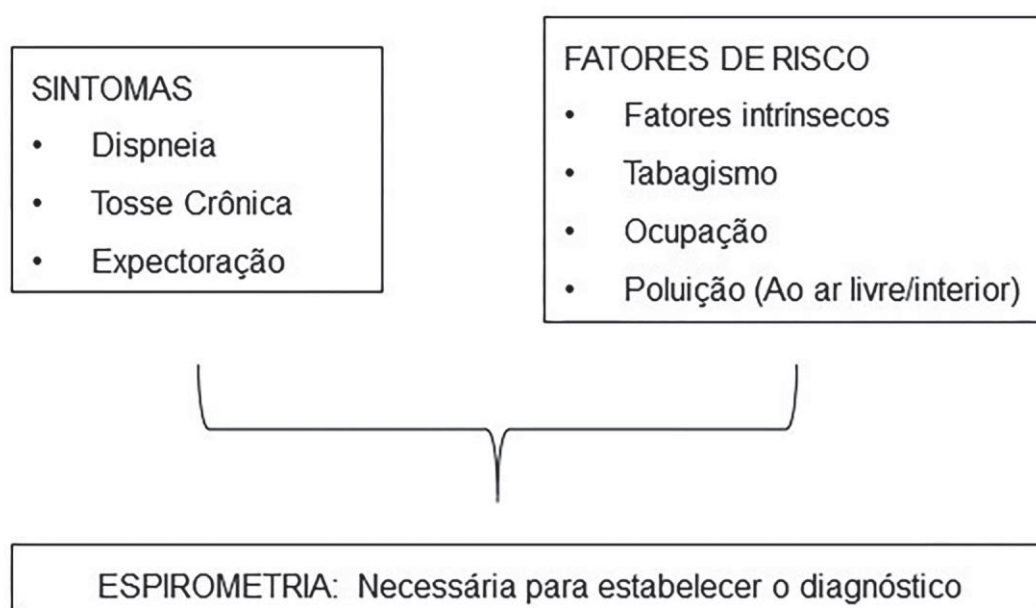 SINTOMAS
• Dispneia
• Tosse Crônica
• Expectoração
FATORES DE RISCO
• Fatores intrínsecos
• Tabagismo
• Ocupação
• Poluição (Ao ar livre/interior)
ESPIROMETRIA: Necessária para estabelecer o diagnóstico